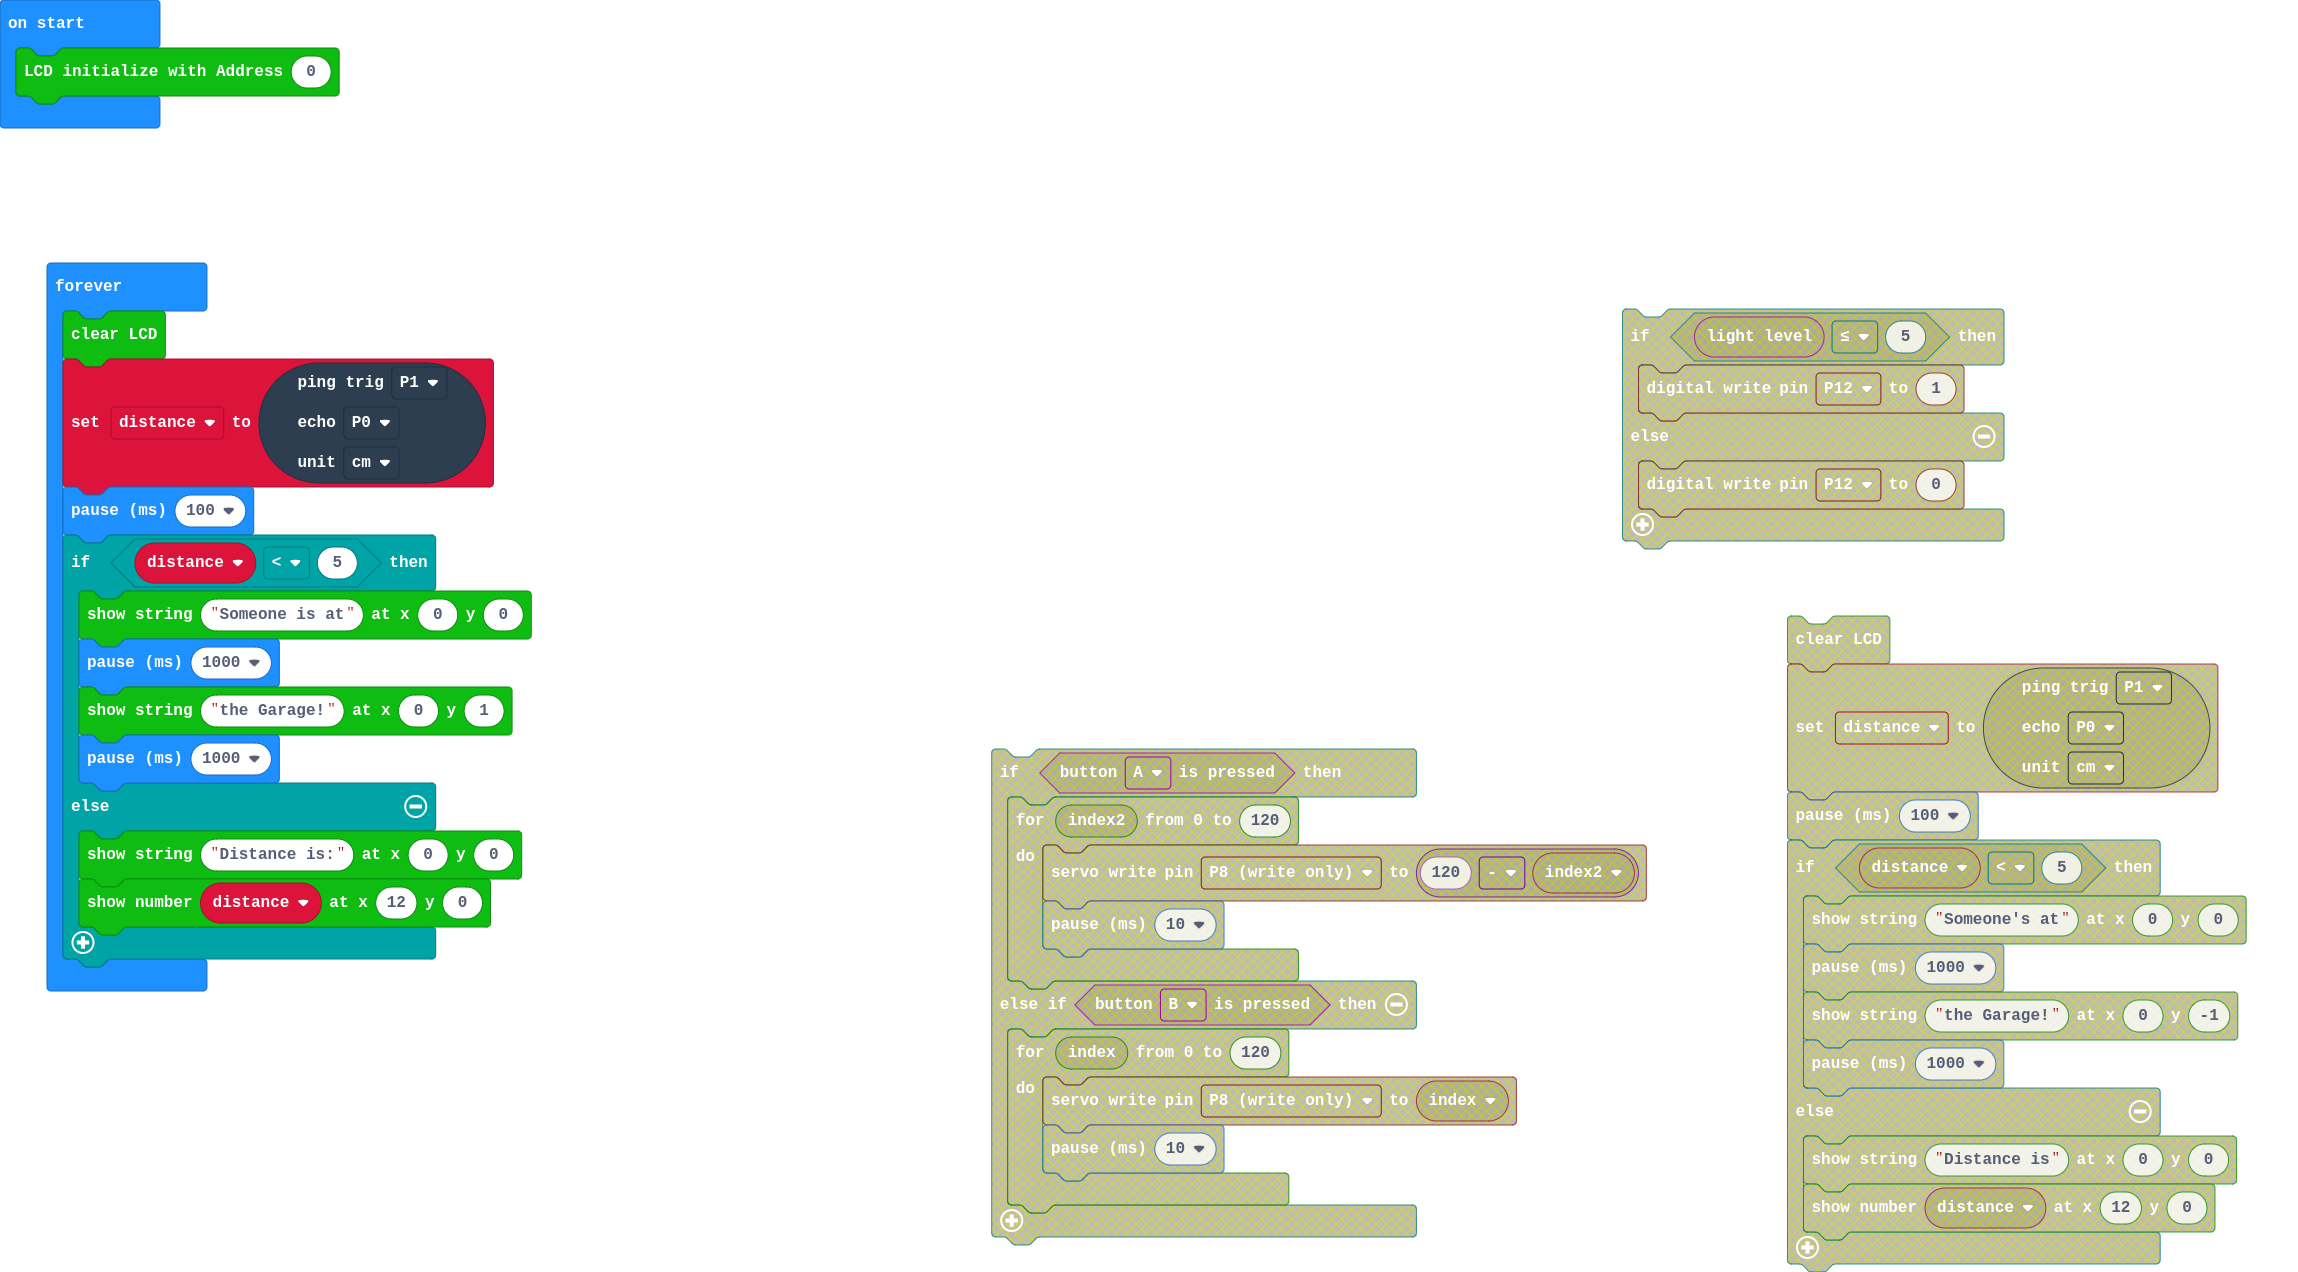 on start
LCD initialize with Address 0
forever
clear LCD
set distance to ping trig P1
echo P0
unit cm
pause (ms) 100
if distance < 5 then
show string "Someone is at" at x 0 y 0
pause (ms) 1000
show string "the Garage!" at x 0 y 1
pause (ms) 1000
else
show string "Distance is:" at x 0 y 0
show number distance at x 12 y 0
if button A is pressed then
for index2 from 0 to 120
do
servo write pin P8 (write only) to 120 - index2
pause (ms) 10
else if button B is pressed then
for index from 0 to 120
do
servo write pin P8 (write only) to index
pause (ms) 10
if light level ≤ 5 then
digital write pin P12 to 1
else
digital write pin P12 to 0
clear LCD
set distance to ping trig P1
echo P0
unit cm
pause (ms) 100
if distance < 5 then
show string "Someone's at" at x 0 y 0
pause (ms) 1000
show string "the Garage!" at x 0 y -1
pause (ms) 1000
else
show string "Distance is" at x 0 y 0
show number distance at x 12 y 0